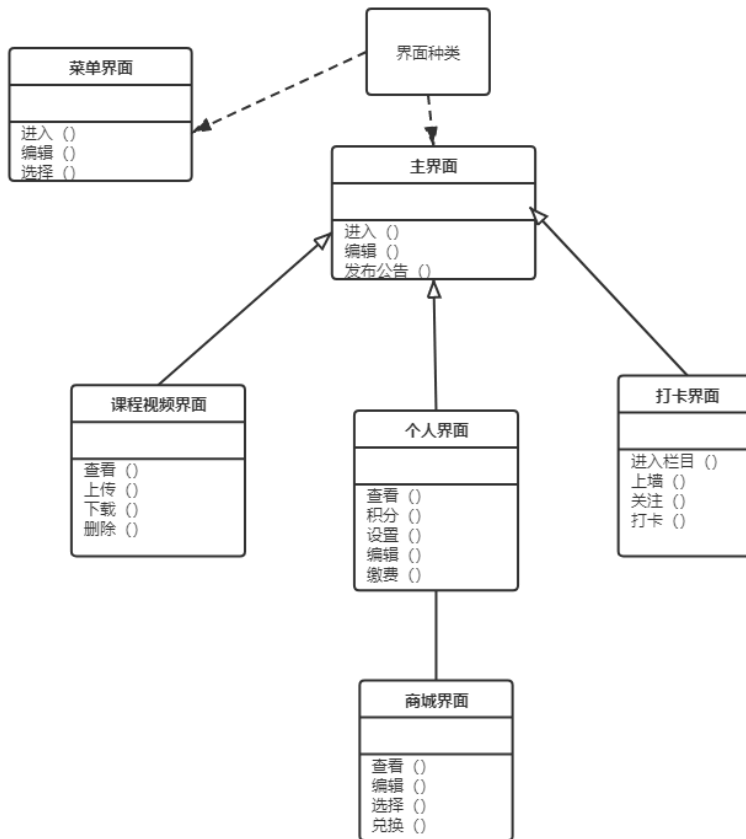 界面种类
菜单界面
进入（）
编辑（）
选择（）
主界面
进入（）
编辑（）
发布公告（）
课程视频界面
查看（）
上传（）
下载（）
删除（）
个人界面
查看（）
积分（）
设置（）
编辑（）
缴费（）
打卡界面
进入栏目（）
上墙（）
关注（）
打卡（）
商城界面
查看（）
编辑（）
选择（）
兑换（）